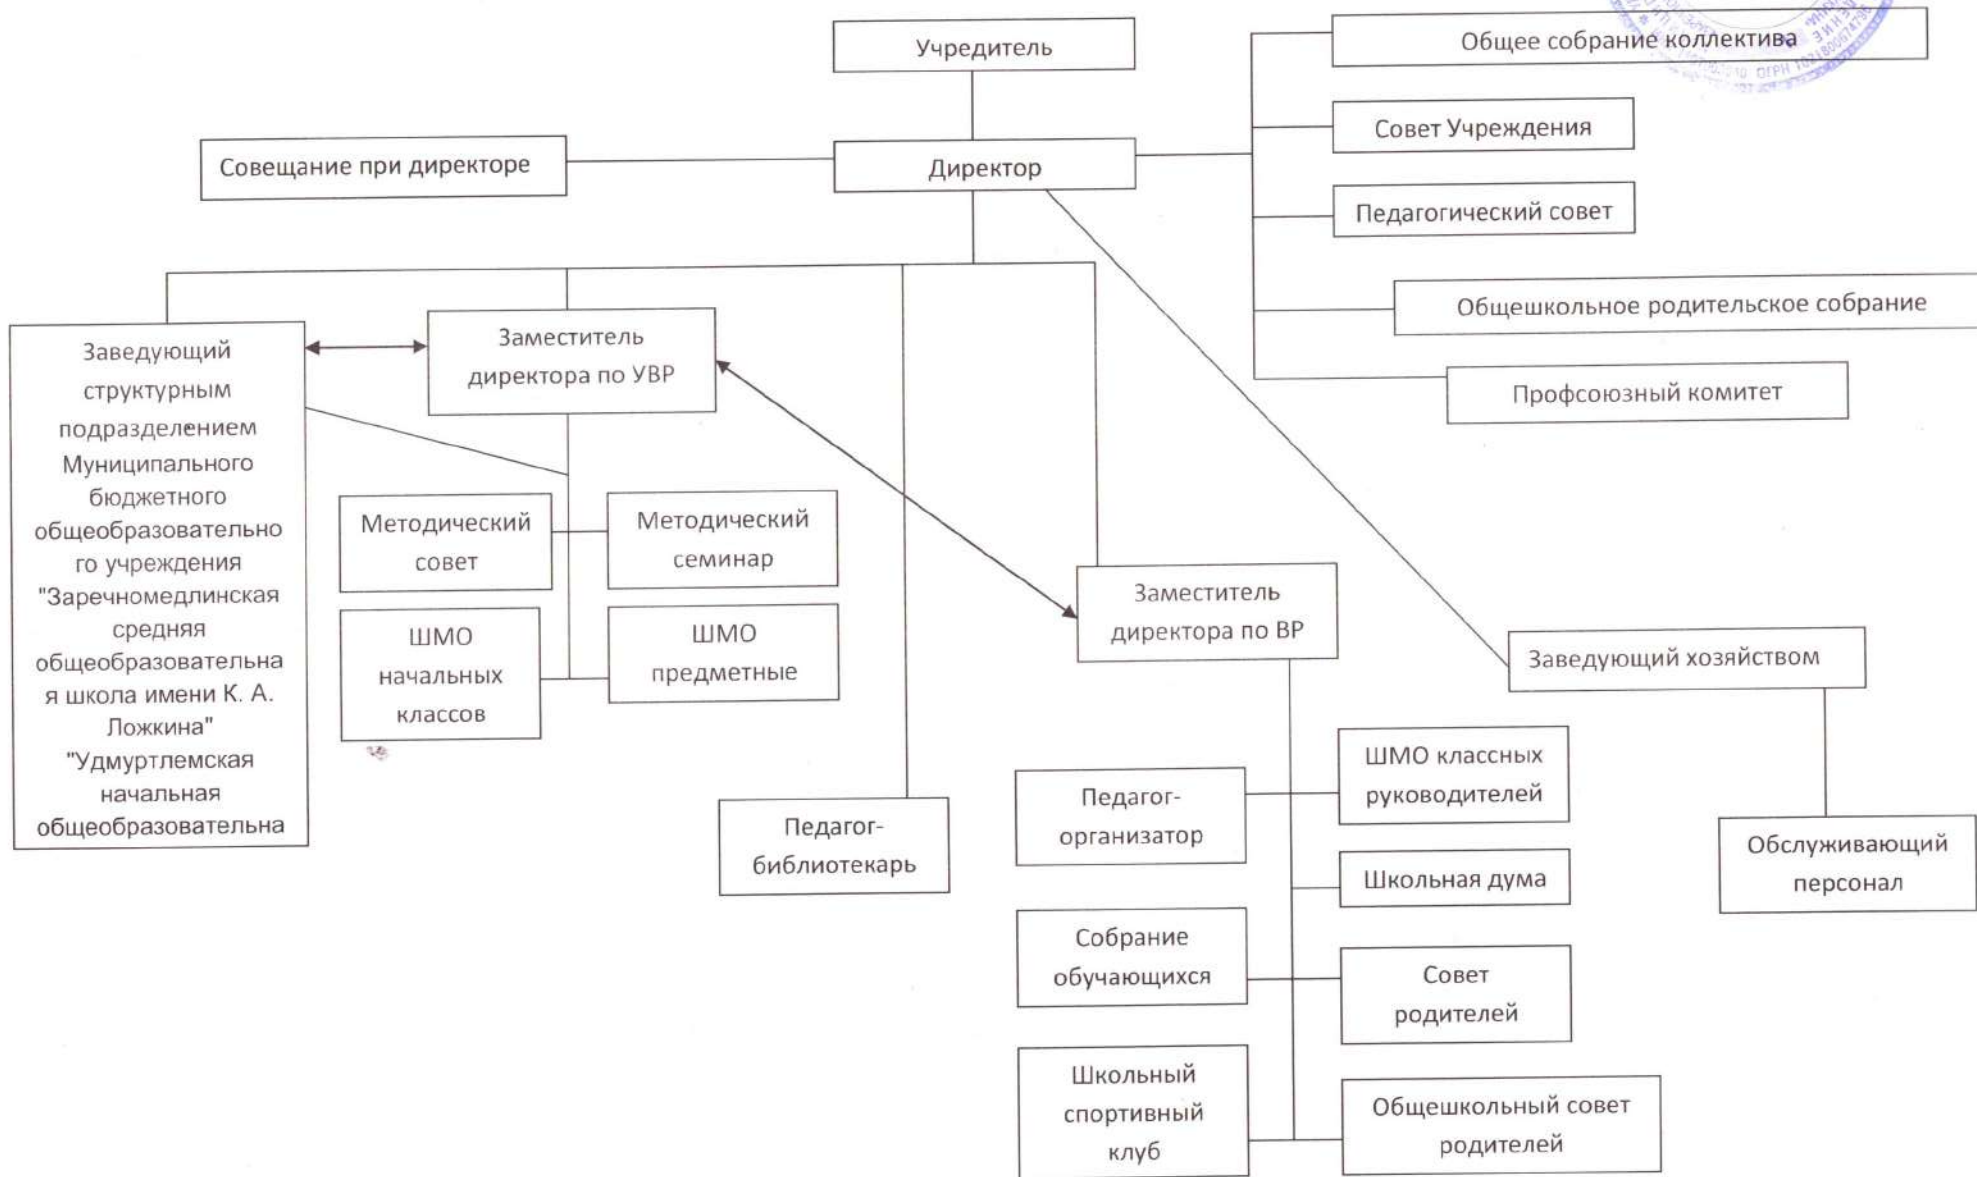 Учредитель
Общее собрание коллектива
Совет Учреждения
Совещание при директоре
Директор
Педагогический совет
Общешкольное родительское собрание
Профсоюзный комитет
Заведующий
структурным
подразделением
Муниципального
бюджетного
общеобразовательно
го учреждения
"Заречномедлинская
средняя
общеобразовательна
я школа имени К. А.
Ложкина"
"Удмуртлемская
начальная
общеобразовательна
Заместитель
директора по УВР
Методический
совет
Методический
семинар
ШМО
начальных
классов
ШМО
предметные
Педагог-
библиотекарь
Заместитель
директора по ВР
Заведующий хозяйством
Педагог-
организатор
ШМО классных
руководителей
Школьная дума
Собрание
обучающихся
Совет
родителей
Школьный
спортивный
клуб
Общешкольный совет
родителей
Обслуживающий
персонал
ОГРН